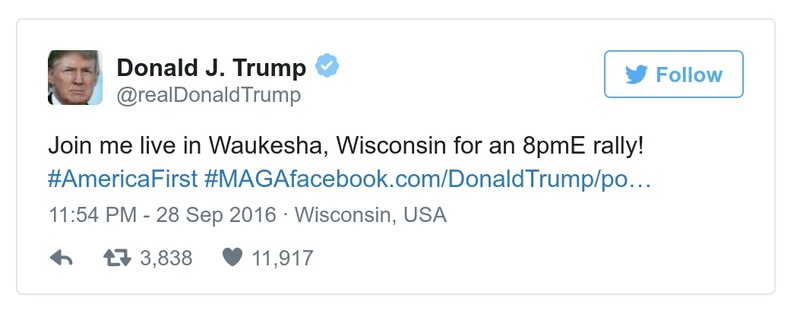 Donald J. Trump
@realDonaldTrump
Follow
Join me live in Waukesha, Wisconsin for an 8pmE rally!
#AmericaFirst #MAGAfacebook.com/DonaldTrump/po…
11:54 PM - 28 Sep 2016 · Wisconsin, USA
3,838 11,917